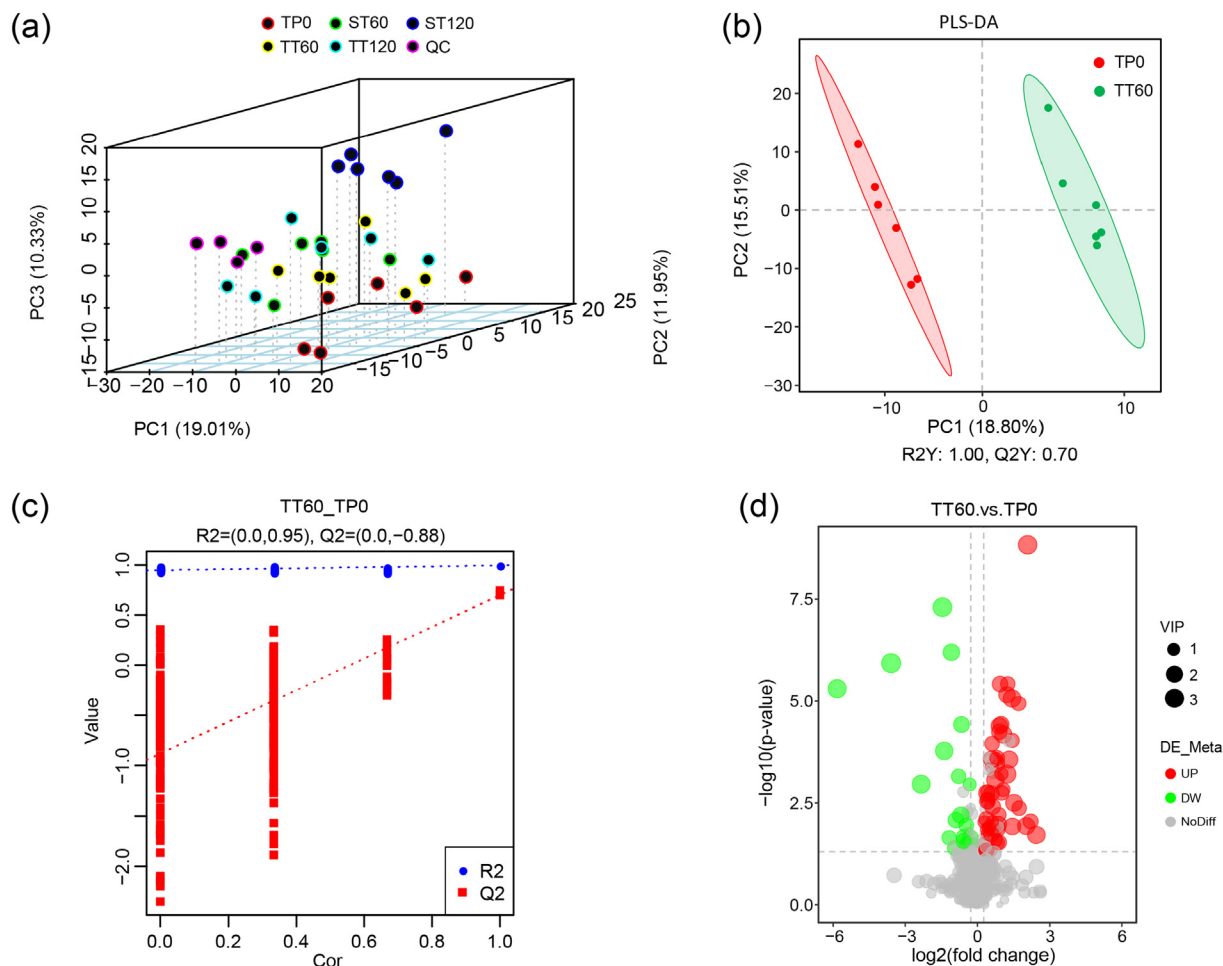 (a)
TP0 ST60 ST120
TT60 TT120 QC
PC3 (10.33%)
20
15
10
5
0
−5
−10
−15
−30 −20 −10 0 10 20
PC1 (19.01%)
−15 −10 −5 0 5 10 15 20 25
PC2 (11.95%)
(b)
PLS-DA
TP0
TT60
PC2 (15.51%)
20
10
0
−10
−20
−30
−10 0 10
PC1 (18.80%)
R2Y: 1.00, Q2Y: 0.70
(c)
TT60_TP0
R2=(0.0,0.95), Q2=(0.0,−0.88)
Value
1.0
0.5
0.0
−1.0
−2.0
R2
Q2
0.0 0.2 0.4 0.6 0.8 1.0
Cor
(d)
TT60.vs.TP0
−log10(p-value)
7.5
5.0
2.5
0.0
−6 −3 0 3 6
log2(fold change)
VIP
1
2
3
DE_Meta
UP
DW
NoDiff